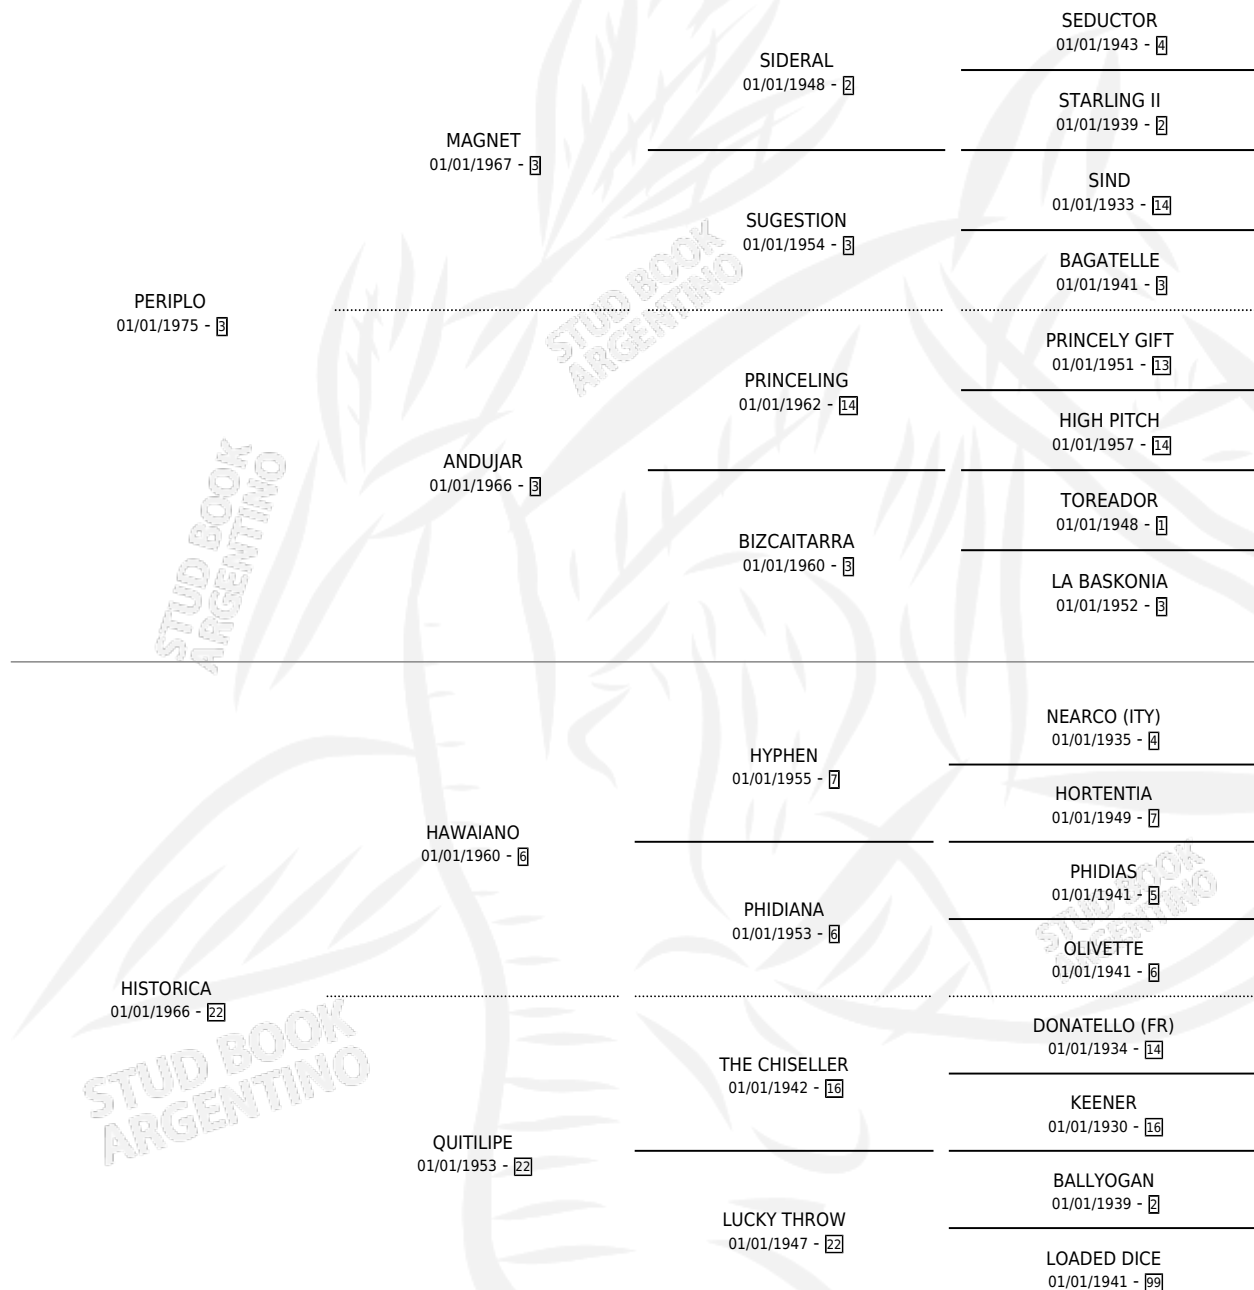 SEDUCTOR
01/01/1943 - 4
SIDERAL
01/01/1948 - 2
STARLING II
01/01/1939 - 2
MAGNET
01/01/1967 - 3
SIND
01/01/1933 - 14
SUGESTION
01/01/1954 - 3
BAGATELLE
01/01/1941 - 3
PERIPLO
01/01/1975 - 3
PRINCELY GIFT
01/01/1951 - 13
PRINCELING
01/01/1962 - 14
HIGH PITCH
01/01/1957 - 14
ANDUJAR
01/01/1966 - 3
TOREADOR
01/01/1948 - 1
BIZCAITARRA
01/01/1960 - 3
LA BASKONIA
01/01/1952 - 3
STUD BOOK
ARGENTINO
STUD BOOK
ARGENTINO
NEARCO (ITY)
01/01/1935 - 4
HYPHEN
01/01/1955 - 7
HORTENTIA
01/01/1949 - 7
HAWAIANO
01/01/1960 - 6
PHIDIAS
01/01/1941 - 5
PHIDIANA
01/01/1953 - 6
OLIVETTE
01/01/1941 - 6
STUD BOOK
ARGENTINO
HISTORICA
01/01/1966 - 22
DONATELLO (FR)
01/01/1934 - 14
THE CHISELLER
01/01/1942 - 16
KEENER
01/01/1930 - 16
QUITILIPE
01/01/1953 - 22
BALLYOGAN
01/01/1939 - 2
LUCKY THROW
01/01/1947 - 22
LOADED DICE
01/01/1941 - 99
STUD BOOK
ARGENTINO